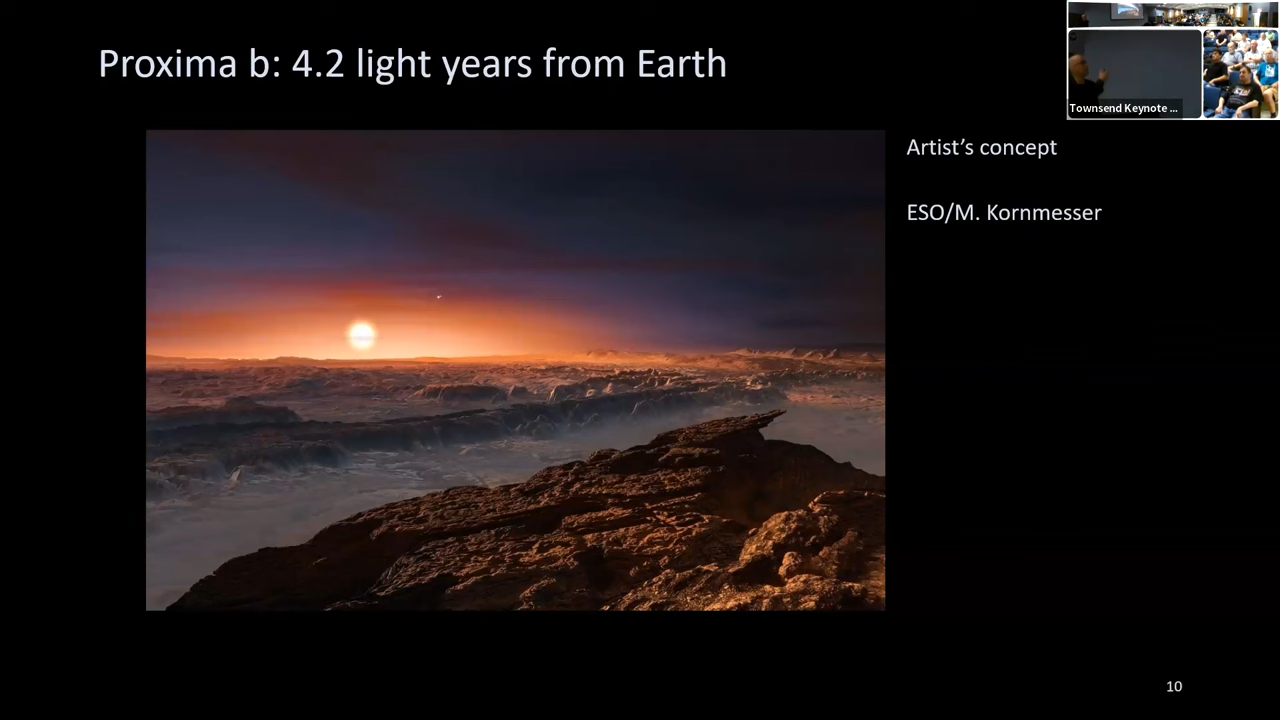 Proxima b: 4.2 light years from Earth
Townsend Keynote ...
Artist’s concept
ESO/M. Kornmesser
10